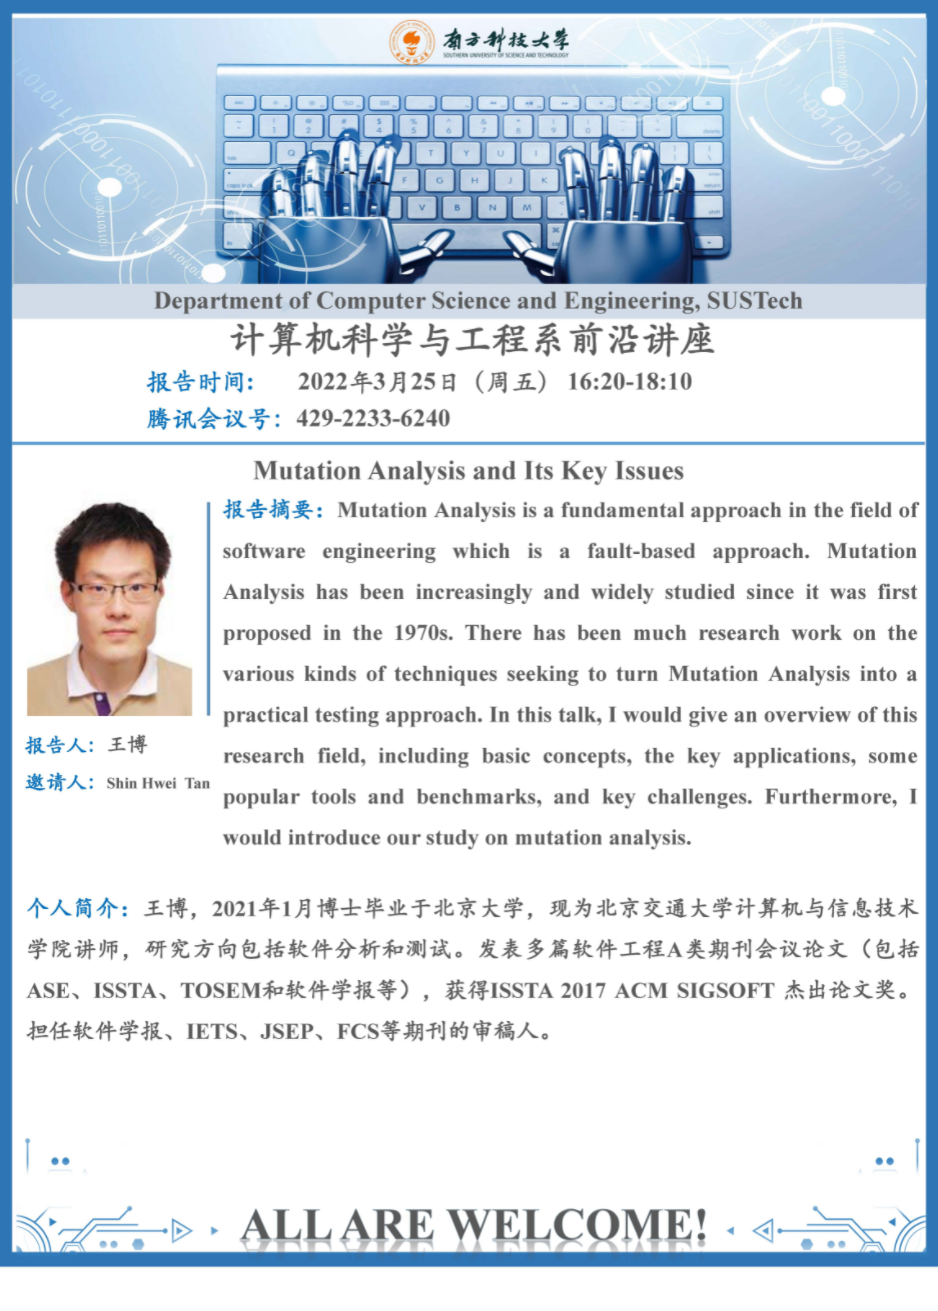 南方科技大学
SOUTHERN UNIVERSITY OF SCIENCE AND TECHNOLOGY
Department of Computer Science and Engineering, SUSTech
计算机科学与工程系前沿讲座
报告时间: 2022年3月25日（周五） 16:20-18:10
腾讯会议号：429-2233-6240
Mutation Analysis and Its Key Issues
报告摘要：Mutation Analysis is a fundamental approach in the field of
software engineering which is a fault-based approach. Mutation
Analysis has been increasingly and widely studied since it was first
proposed in the 1970s. There has been much research work on the
various kinds of techniques seeking to turn Mutation Analysis into a
practical testing approach. In this talk, I would give an overview of this
research field, including basic concepts, the key applications, some
popular tools and benchmarks, and key challenges. Furthermore, I
would introduce our study on mutation analysis.
报告人：王博
邀请人：Shin Hwei Tan
个人简介：王博，2021年1月博士毕业于北京大学，现为北京交通大学计算机与信息技术
学院讲师，研究方向包括软件分析和测试。发表多篇软件工程A类期刊会议论文（包括
ASE、ISSTA、TOSEM和软件学报等），获得ISSTA 2017 ACM SIGSOFT 杰出论文奖。
担任软件学报、IETS、JSEP、FCS等期刊的审稿人。
ALL ARE WELCOME!